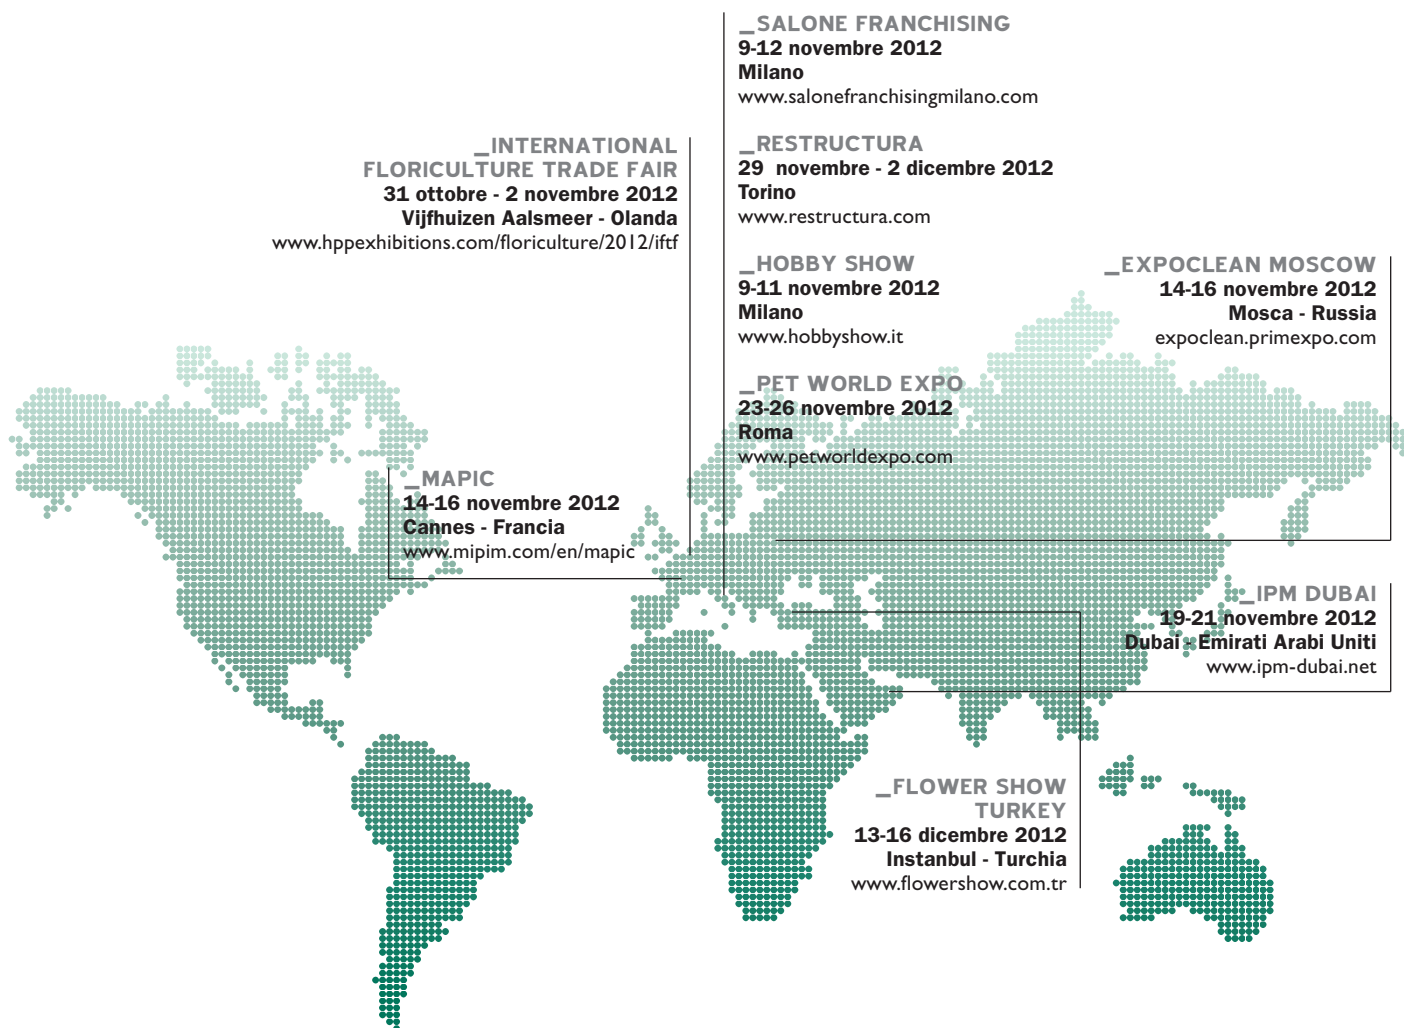 _SALONE FRANCHISING
9-12 novembre 2012
Milano
www.salonefranchisingmilano.com
_INTERNATIONAL
FLORICULTURE TRADE FAIR
31 ottobre - 2 novembre 2012
Vijfhuizen Aalsmeer - Olanda
www.hppexhibitions.com/floriculture/2012/iftf
_RESTRUCTURA
29 novembre - 2 dicembre 2012
Torino
www.restructura.com
_HOBBY SHOW
9-11 novembre 2012
Milano
www.hobbyshow.it
_EXPOCLEAN MOSCOW
14-16 novembre 2012
Mosca - Russia
expoclean.primexpo.com
_PET WORLD EXPO
23-26 novembre 2012
Roma
www.petworldexpo.com
_MAPIC
14-16 novembre 2012
Cannes - Francia
www.mipim.com/en/mapic
_IPM DUBAI
19-21 novembre 2012
Dubai - Emirati Arabi Uniti
www.ipm-dubai.net
_FLOWER SHOW
TURKEY
13-16 dicembre 2012
Instanbul - Turchia
www.flowershow.com.tr